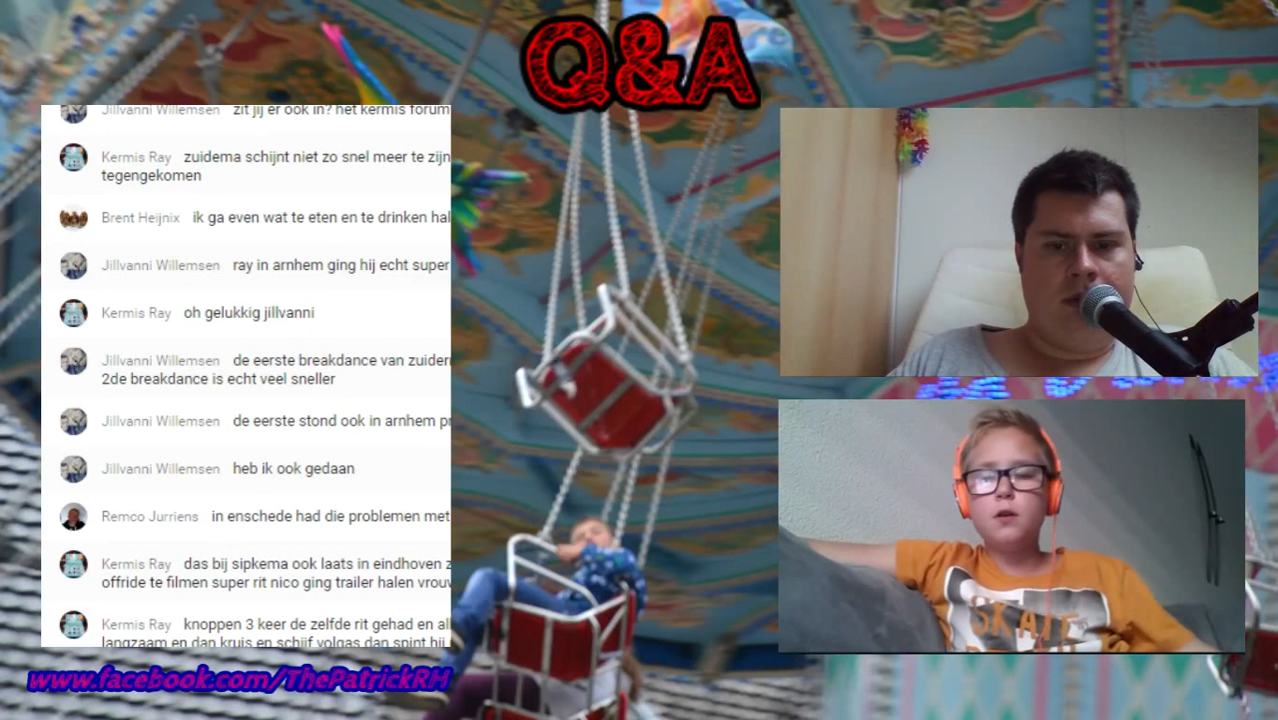 Q&A
Jillvanni Willemsen zit jij er ook in? het kermis forum
Kermis Ray zuidema schijnt niet zo snel meer te zijn
tegengekomen
Brent Heijnix ik ga even wat te eten en te drinken hal
Jillvanni Willemsen ray in arnhem ging hij echt super
Kermis Ray oh gelukkig jillvanni
Jillvanni Willemsen de eerste breakdance van zuider
2de breakdance is echt veel sneller
Jillvanni Willemsen de eerste stond ook in arnhem pr
Jillvanni Willemsen heb ik ook gedaan
Remco Jurriens in enschede had die problemen met
Kermis Ray das bij sipkema ook laats in eindhoven z
offride te filmen super rit nico ging trailer halen vrouw
Kermis Ray knoppen 3 keer de zelfde rit gehad en al
langzaam en dan kruis en schijf volgas dan spint hij
www.facebook.com/ThePatrickRH
SKATE